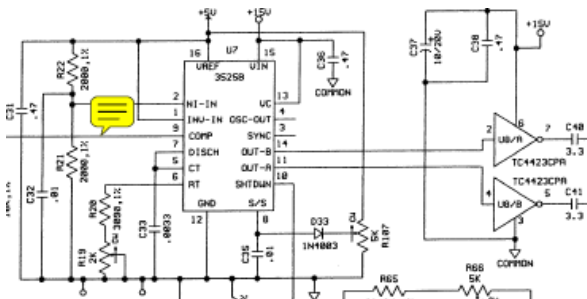 +5V
+15V
U7
16
15
VREF
VIN
3525B
R22
2000,1%
C31
.47
2
NI-IN
1
INV-IN
9
COMP
7
DISCH
5
CT
6
RT
GND
12
VC
13
OSC-OUT
4
SYNC
3
OUT-B
14
OUT-A
11
SHTDWN
10
S/S
8
C36
.47
COMMON
R21
2000,1%
C32
.01
R20
3090,1%
R19
2K
CW
C33
.0033
C35
.01
D33
1N4003
R107
5K
C37
10/20V
C38
.47
+15V
6
2
U8/A
7
C40
3.3
TC4423CPA
TC4423CPA
4
U8/B
5
C41
3.3
3
COMMON
R65
R66
5K